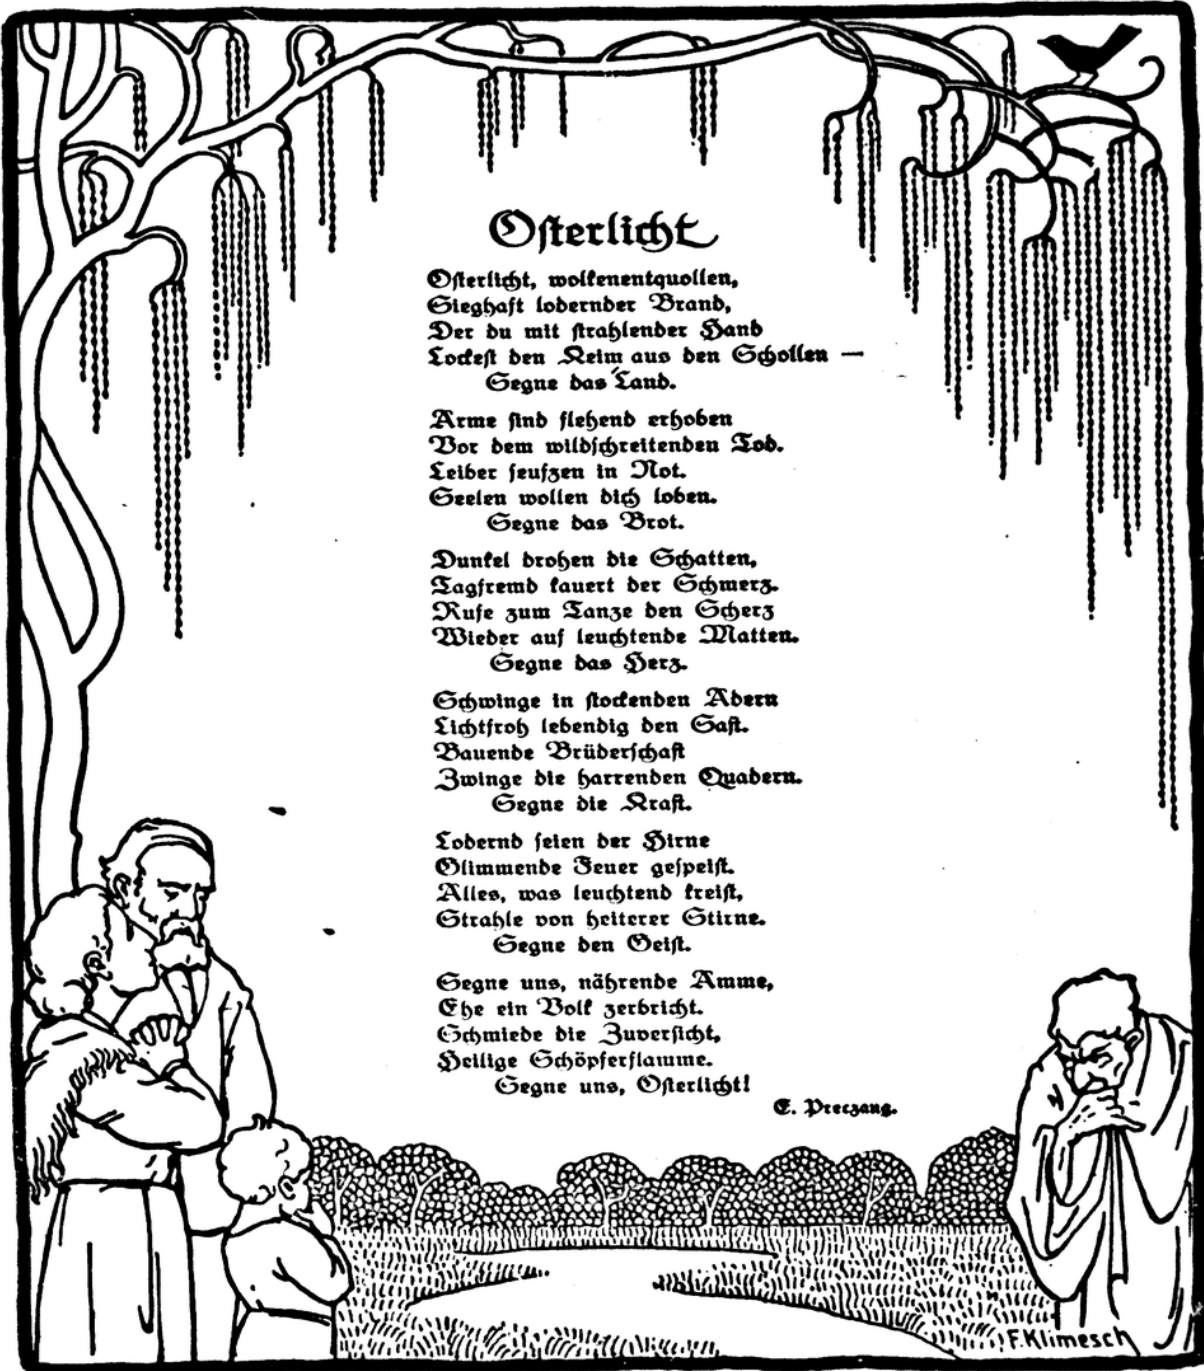 Osterlicht
Osterlicht, wolkenentquollen,
Sieghaft lodernder Brand,
Der du mit strahlender Hand
Lockest den Keim aus den Schollen —
Segne das Land.
Arme sind flehend erhoben
Vor dem wildschreitenden Tod.
Leiber seufzen in Not.
Seelen wollen dich loben.
Segne das Brot.
Dunkel drohen die Schatten,
Tagfremd kauert der Schmerz.
Rufe zum Tanze den Scherz
Wieder auf leuchtende Matten.
Segne das Herz.
Schwinge in stockenden Adern
Lichtfroh lebendig den Saft.
Bauende Brüderschaft
Zwinge die harrenden Quadern.
Segne die Kraft.
Lodernd seien der Hirne
Glimmende Feuer gespeist.
Alles, was leuchtend kreist,
Strahle von heiterer Stirne.
Segne den Geist.
Segne uns, nährende Amme,
Ehe ein Volk zerbricht.
Schmiede die Zuversicht,
Heilige Schöpferflamme.
Segne uns, Osterlicht!
E. Preczang.
F. Klimesch